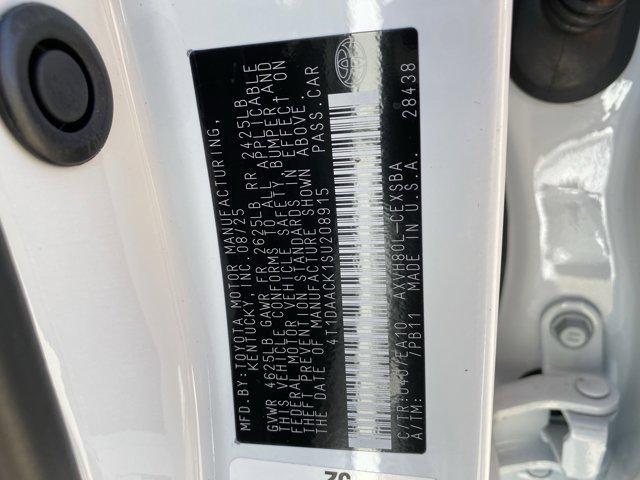 MFD.BY:TOYOTA MOTOR MANUFACTURING,
KENTUCKY, INC. 08/25
GVWR 4625LB GAWR FR 2625LB RR 2425LB
THIS VEHICLE CONFORMS TO ALL APPLICABLE
FEDERAL MOTOR VEHICLE SAFETY, BUMPER, AND
THEFT PREVENTION STANDARDS IN EFFECT ON
THE DATE OF MANUFACTURE SHOWN ABOVE.
4T1DAACK1SU208915 PASS.CAR
C/TR: /EA10 AXVH80L-CEXSBA
A/TM: /PB11 MADE IN U.S.A. 28438